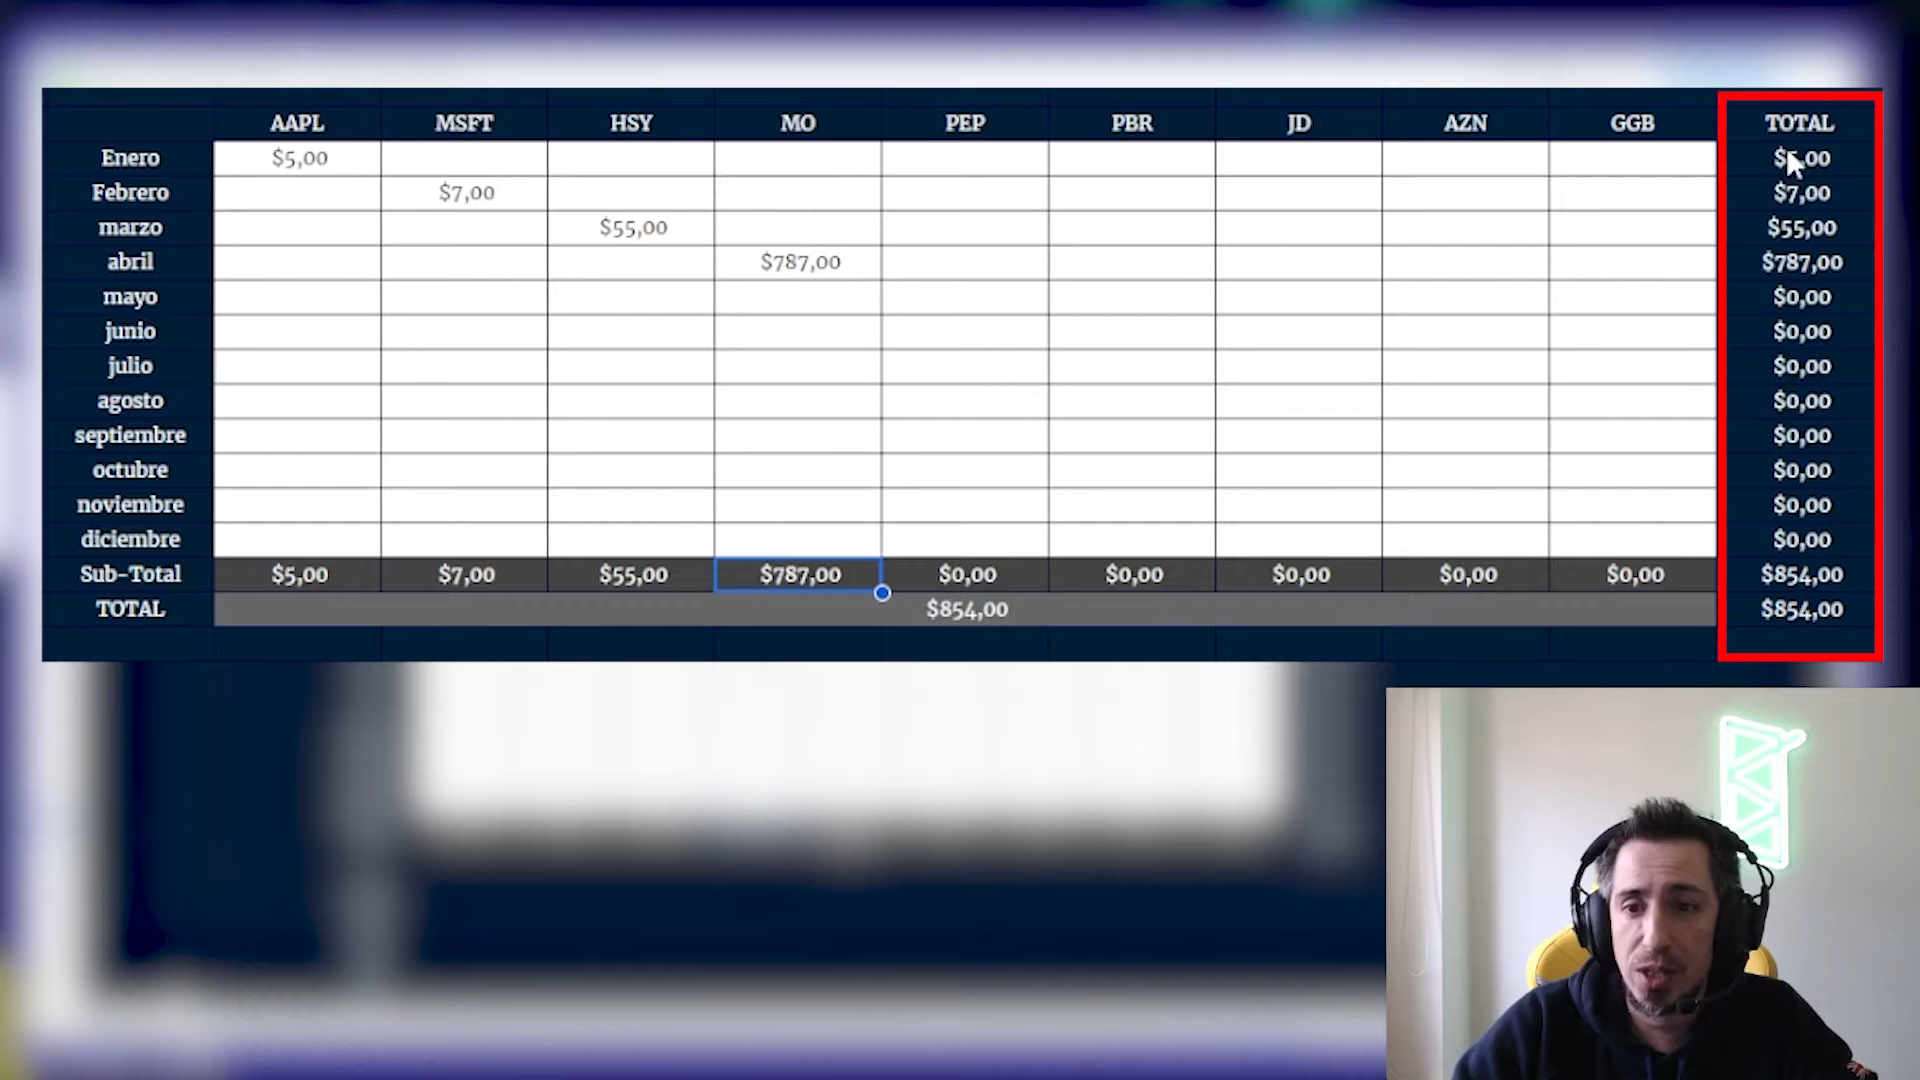 AAPL MSFT HSY MO PEP PBR JD AZN GGB TOTAL
Enero $5,00
Febrero $7,00 $7,00
marzo $55,00 $55,00
abril $787,00 $787,00
mayo $0,00
junio $0,00
julio $0,00
agosto $0,00
septiembre $0,00
octubre $0,00
noviembre $0,00
diciembre $0,00
Sub-Total $5,00 $7,00 $55,00 $787,00 $0,00 $0,00 $0,00 $0,00 $0,00 $854,00
TOTAL $854,00 $854,00